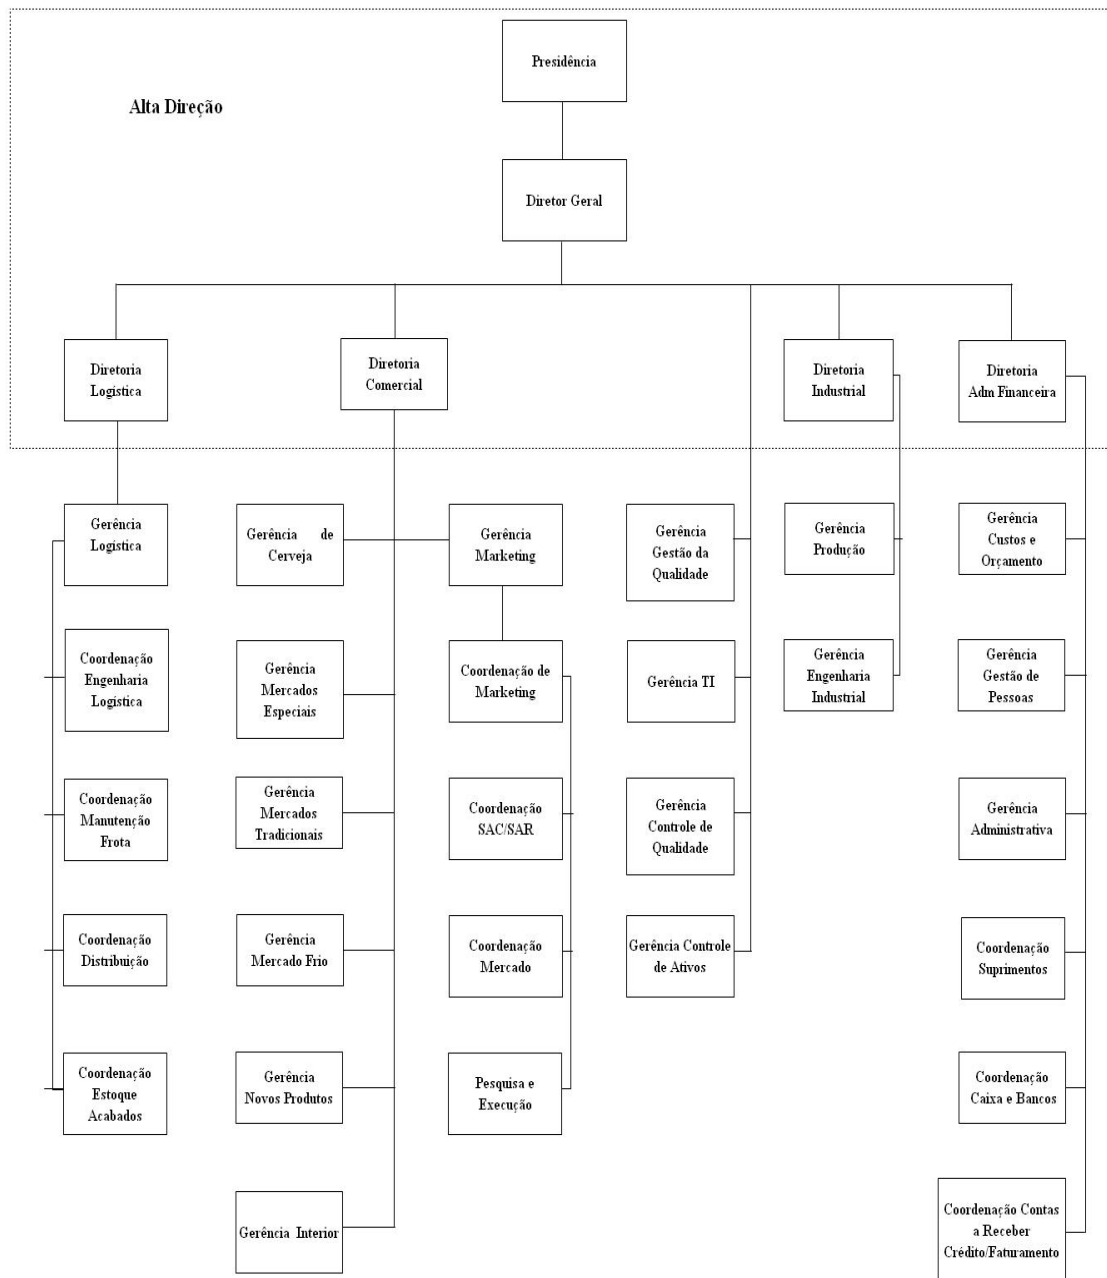 Presidência
Alta Direção
Diretor Geral
Diretoria
Logística
Diretoria
Comercial
Diretoria
Industrial
Diretoria
Adm Financeira
Gerência
Logística
Gerência de
Cerveja
Gerência
Marketing
Gerência
Gestão da
Qualidade
Gerência
Produção
Gerência
Custos e
Orçamento
Coordenação
Engenharia
Logística
Gerência
Mercados
Especiais
Coordenação de
Marketing
Gerência TI
Gerência
Engenharia
Industrial
Gerência
Gestão de
Pessoas
Coordenação
Manutenção
Frota
Gerência
Mercados
Tradicionais
Coordenação
SAC/SAR
Gerência
Controle de
Qualidade
Gerência
Administrativa
Coordenação
Distribuição
Gerência
Mercado Frio
Coordenação
Mercado
Gerência Controle
de Ativos
Coordenação
Suprimentos
Coordenação
Estoque
Acabados
Gerência
Novos Produtos
Pesquisa e
Execução
Coordenação
Caixa e Bancos
Gerência Interior
Coordenação Contas
a Receber
Crédito/Faturamento